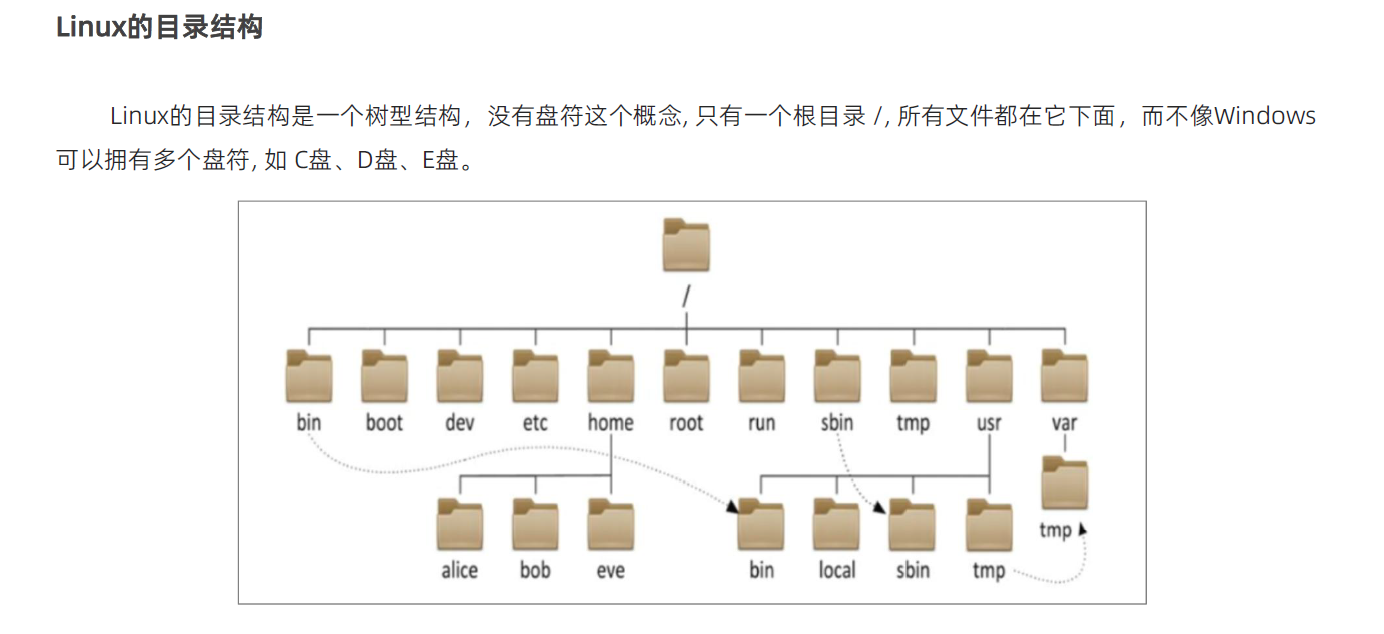 Linux的目录结构
Linux的目录结构是一个树型结构，没有盘符这个概念, 只有一个根目录 /, 所有文件都在它下面，而不像Windows
可以拥有多个盘符, 如 C盘、D盘、E盘。
/
bin boot dev etc home root run sbin tmp usr var
tmp
alice bob eve bin local sbin tmp